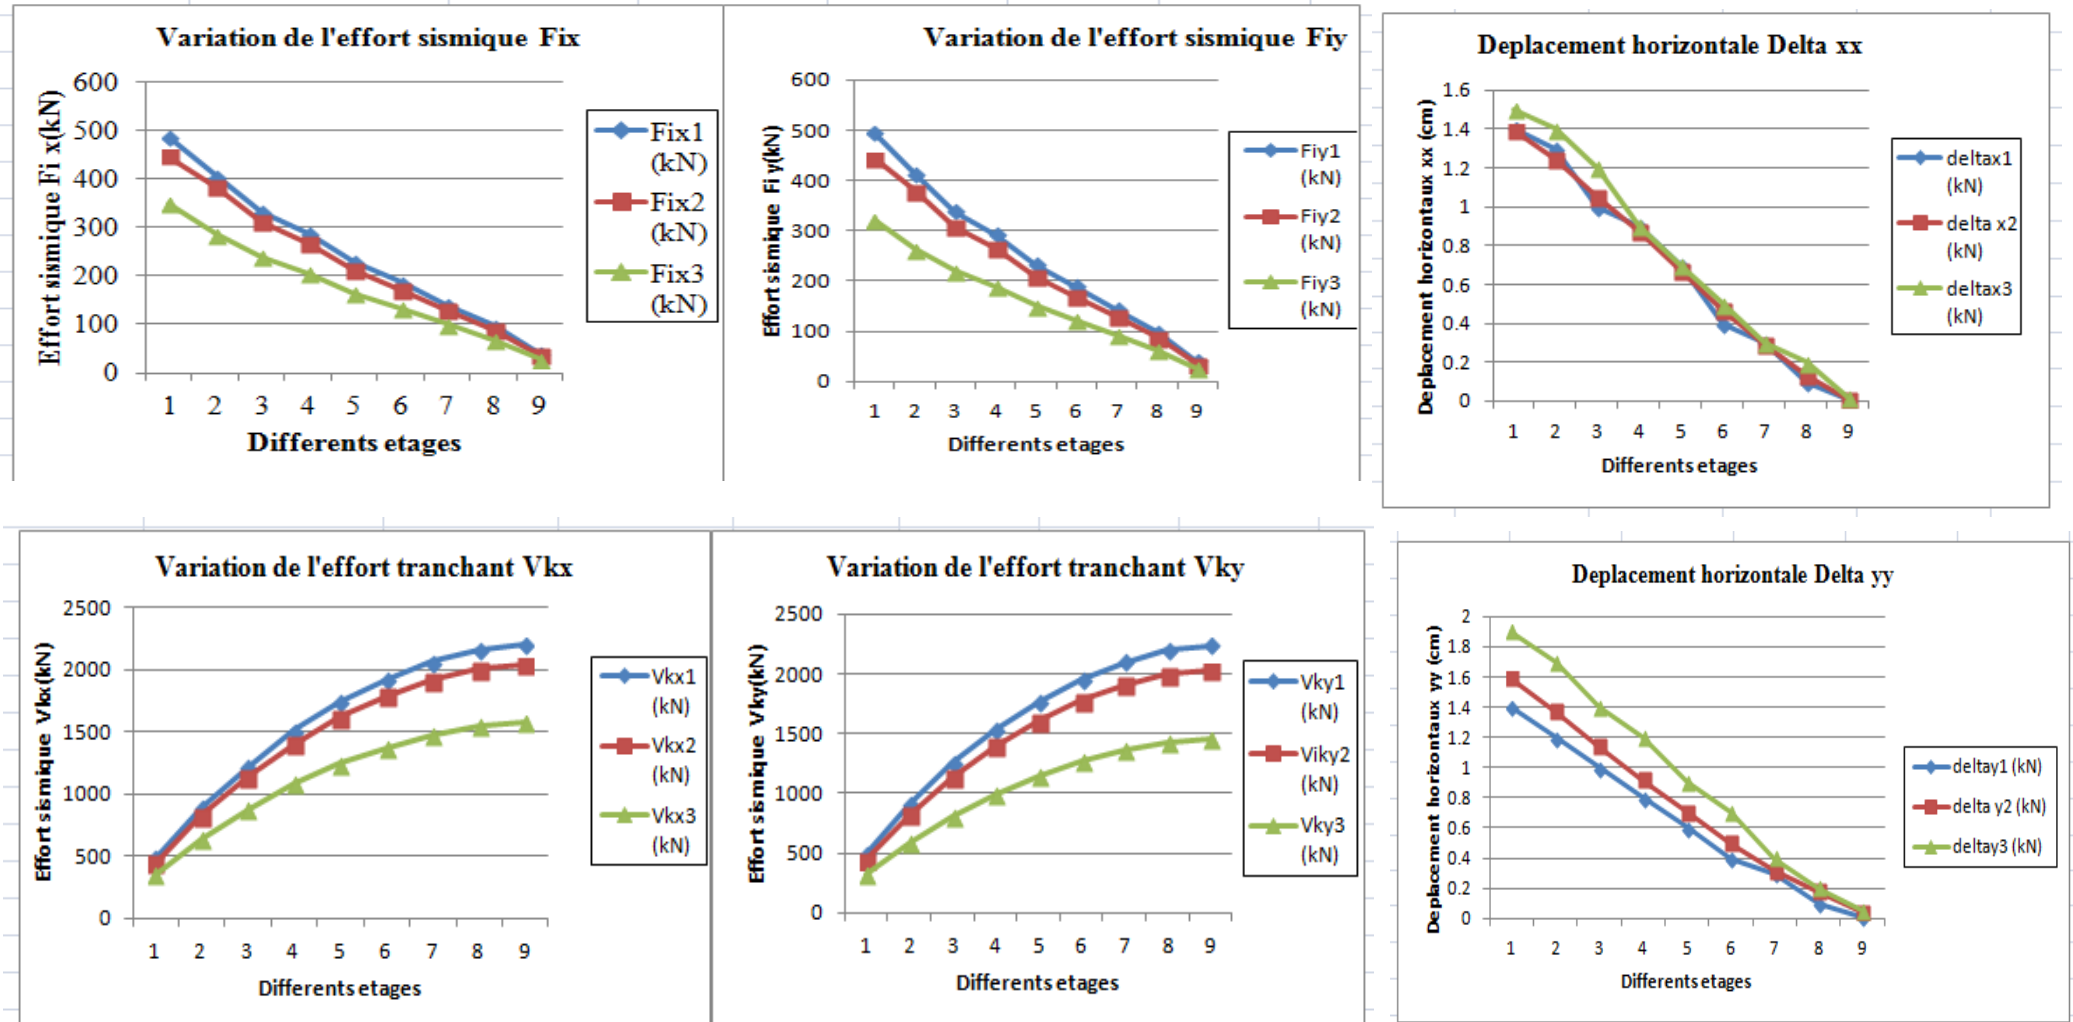 Variation de l'effort sismique Fix
600
500
400
300
200
100
0
Effort sismique Fi x(kN)
1 2 3 4 5 6 7 8 9
Differents etages
Fix1
(kN)
Fix2
(kN)
Fix3
(kN)
Variation de l'effort sismique Fiy
600
500
400
300
200
100
0
Effort sismique Fi y(kN)
1 2 3 4 5 6 7 8 9
Differents etages
Fiy1
(kN)
Fiy2
(kN)
Fiy3
(kN)
Deplacement horizontale Delta xx
1.6
1.4
1.2
1
0.8
0.6
0.4
0.2
0
Deplacement horizontaux xx (cm)
1 2 3 4 5 6 7 8 9
Differents etages
deltax1
(kN)
delta x2
(kN)
deltax3
(kN)
Variation de l'effort tranchant Vkx
2500
2000
1500
1000
500
0
Effort sismique Vkx(kN)
1 2 3 4 5 6 7 8 9
Differents etages
Vkx1
(kN)
Vkx2
(kN)
Vkx3
(kN)
Variation de l'effort tranchant Vky
2500
2000
1500
1000
500
0
Effort sismique Vky(kN)
1 2 3 4 5 6 7 8 9
Differents etages
Vky1
(kN)
Viky2
(kN)
Vky3
(kN)
Deplacement horizontale Delta yy
2
1.8
1.6
1.4
1.2
1
0.8
0.6
0.4
0.2
0
Deplacement horizontaux yy (cm)
1 2 3 4 5 6 7 8 9
Differents etages
deltay1 (kN)
delta y2 (kN)
deltay3 (kN)